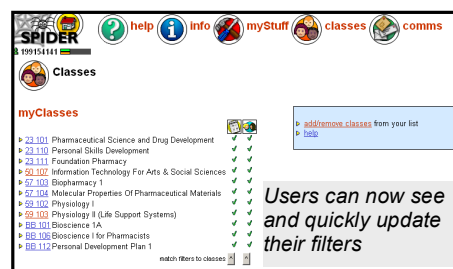 SPIDER
help
info
myStuff
classes
comms
199154141
Classes
myClasses
23 101 Pharmaceutical Science and Drug Development
23 110 Personal Skills Development
23 111 Foundation Pharmacy
50 107 Information Technology For Arts & Social Sciences
57 103 Biopharmacy 1
57 104 Molecular Properties Of Pharmaceutical Materials
59 102 Physiology I
59 103 Physiology II (Life Support Systems)
BB 101 Bioscience 1A
BB 106 Bioscience I for Pharmacists
BB 112 Personal Development Plan 1
match filters to classes ^ ^
add/remove classes from your list
help
Users can now see
and quickly update
their filters